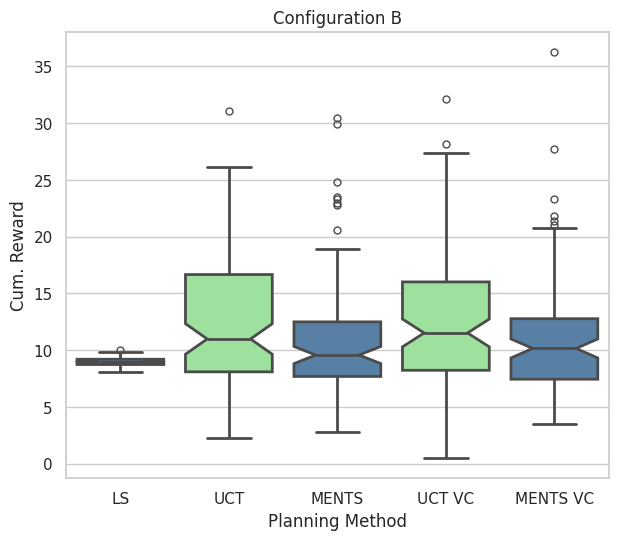 Configuration B
Cum. Reward
35
30
25
20
15
10
5
0
LS UCT MENTS UCT VC MENTS VC
Planning Method